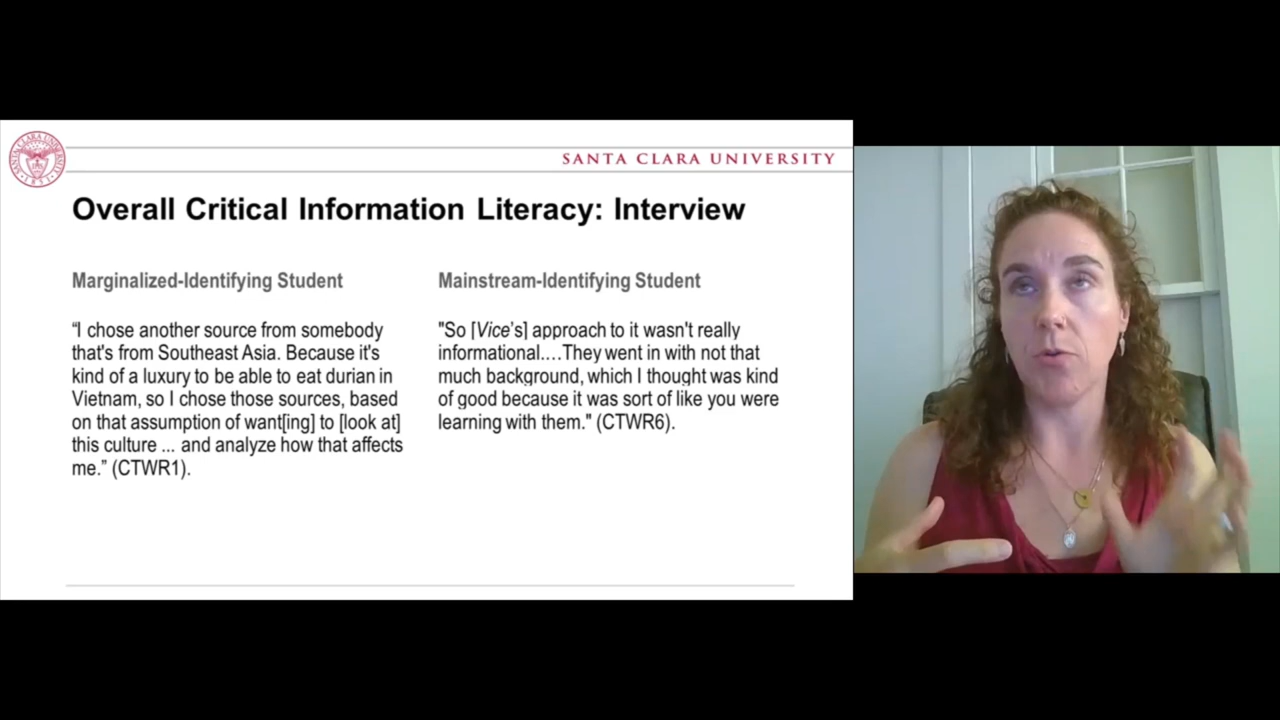 SANTA CLARA UNIVERSITY
Overall Critical Information Literacy: Interview
Marginalized-Identifying Student
“I chose another source from somebody
that's from Southeast Asia. Because it's
kind of a luxury to be able to eat durian in
Vietnam, so I chose those sources, based
on that assumption of want[ing] to [look at]
this culture ... and analyze how that affects
me.” (CTWR1).
Mainstream-Identifying Student
"So [Vice’s] approach to it wasn't really
informational.…They went in with not that
much background, which I thought was kind
of good because it was sort of like you were
learning with them." (CTWR6).